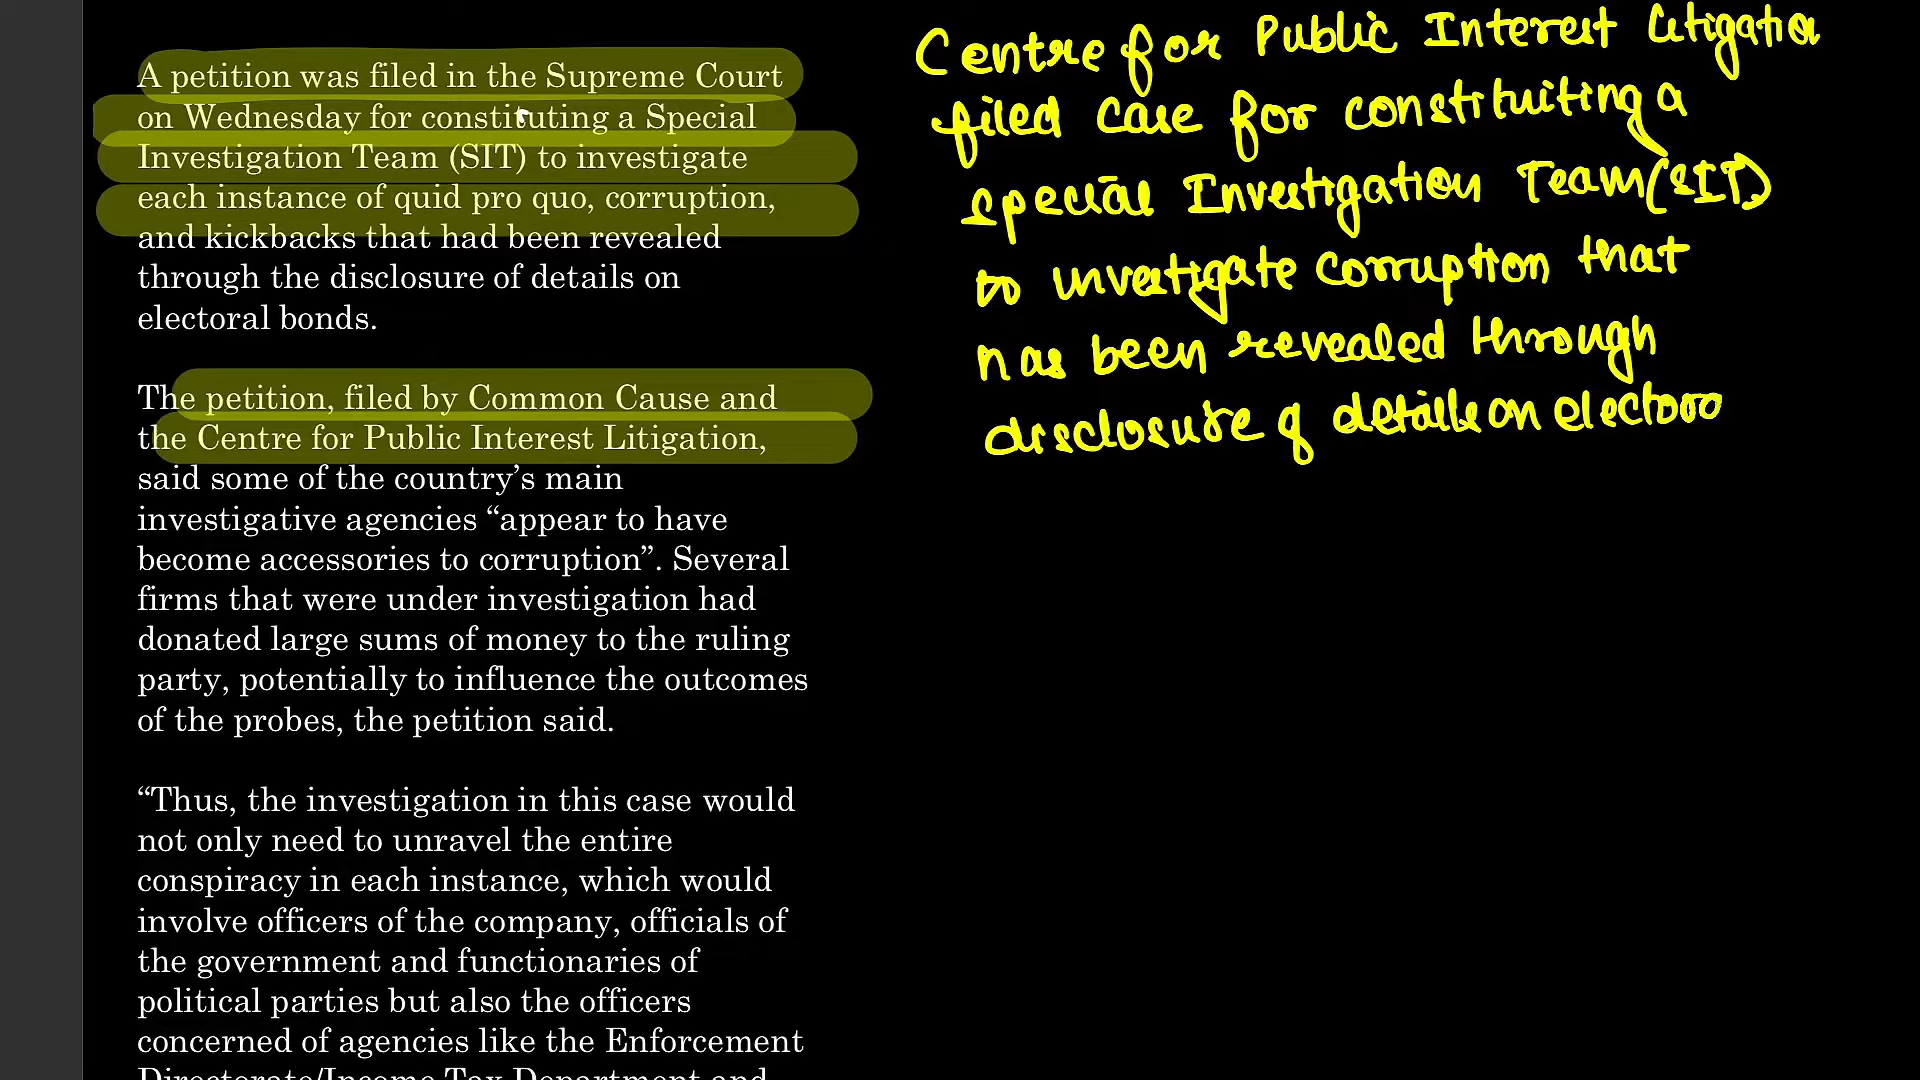 A petition was filed in the Supreme Court
on Wednesday for constituting a Special
Investigation Team (SIT) to investigate
each instance of quid pro quo, corruption,
and kickbacks that had been revealed
through the disclosure of details on
electoral bonds.
The petition, filed by Common Cause and
the Centre for Public Interest Litigation,
said some of the country’s main
investigative agencies “appear to have
become accessories to corruption”. Several
firms that were under investigation had
donated large sums of money to the ruling
party, potentially to influence the outcomes
of the probes, the petition said.
“Thus, the investigation in this case would
not only need to unravel the entire
conspiracy in each instance, which would
involve officers of the company, officials of
the government and functionaries of
political parties but also the officers
concerned of agencies like the Enforcement
Directorate/Income Tax Department and
Centre for Public Interest Litigation
filed case for constituiting a
special Investigation Team (SIT)
to investigate corruption that
has been revealed through
disclosure of details on